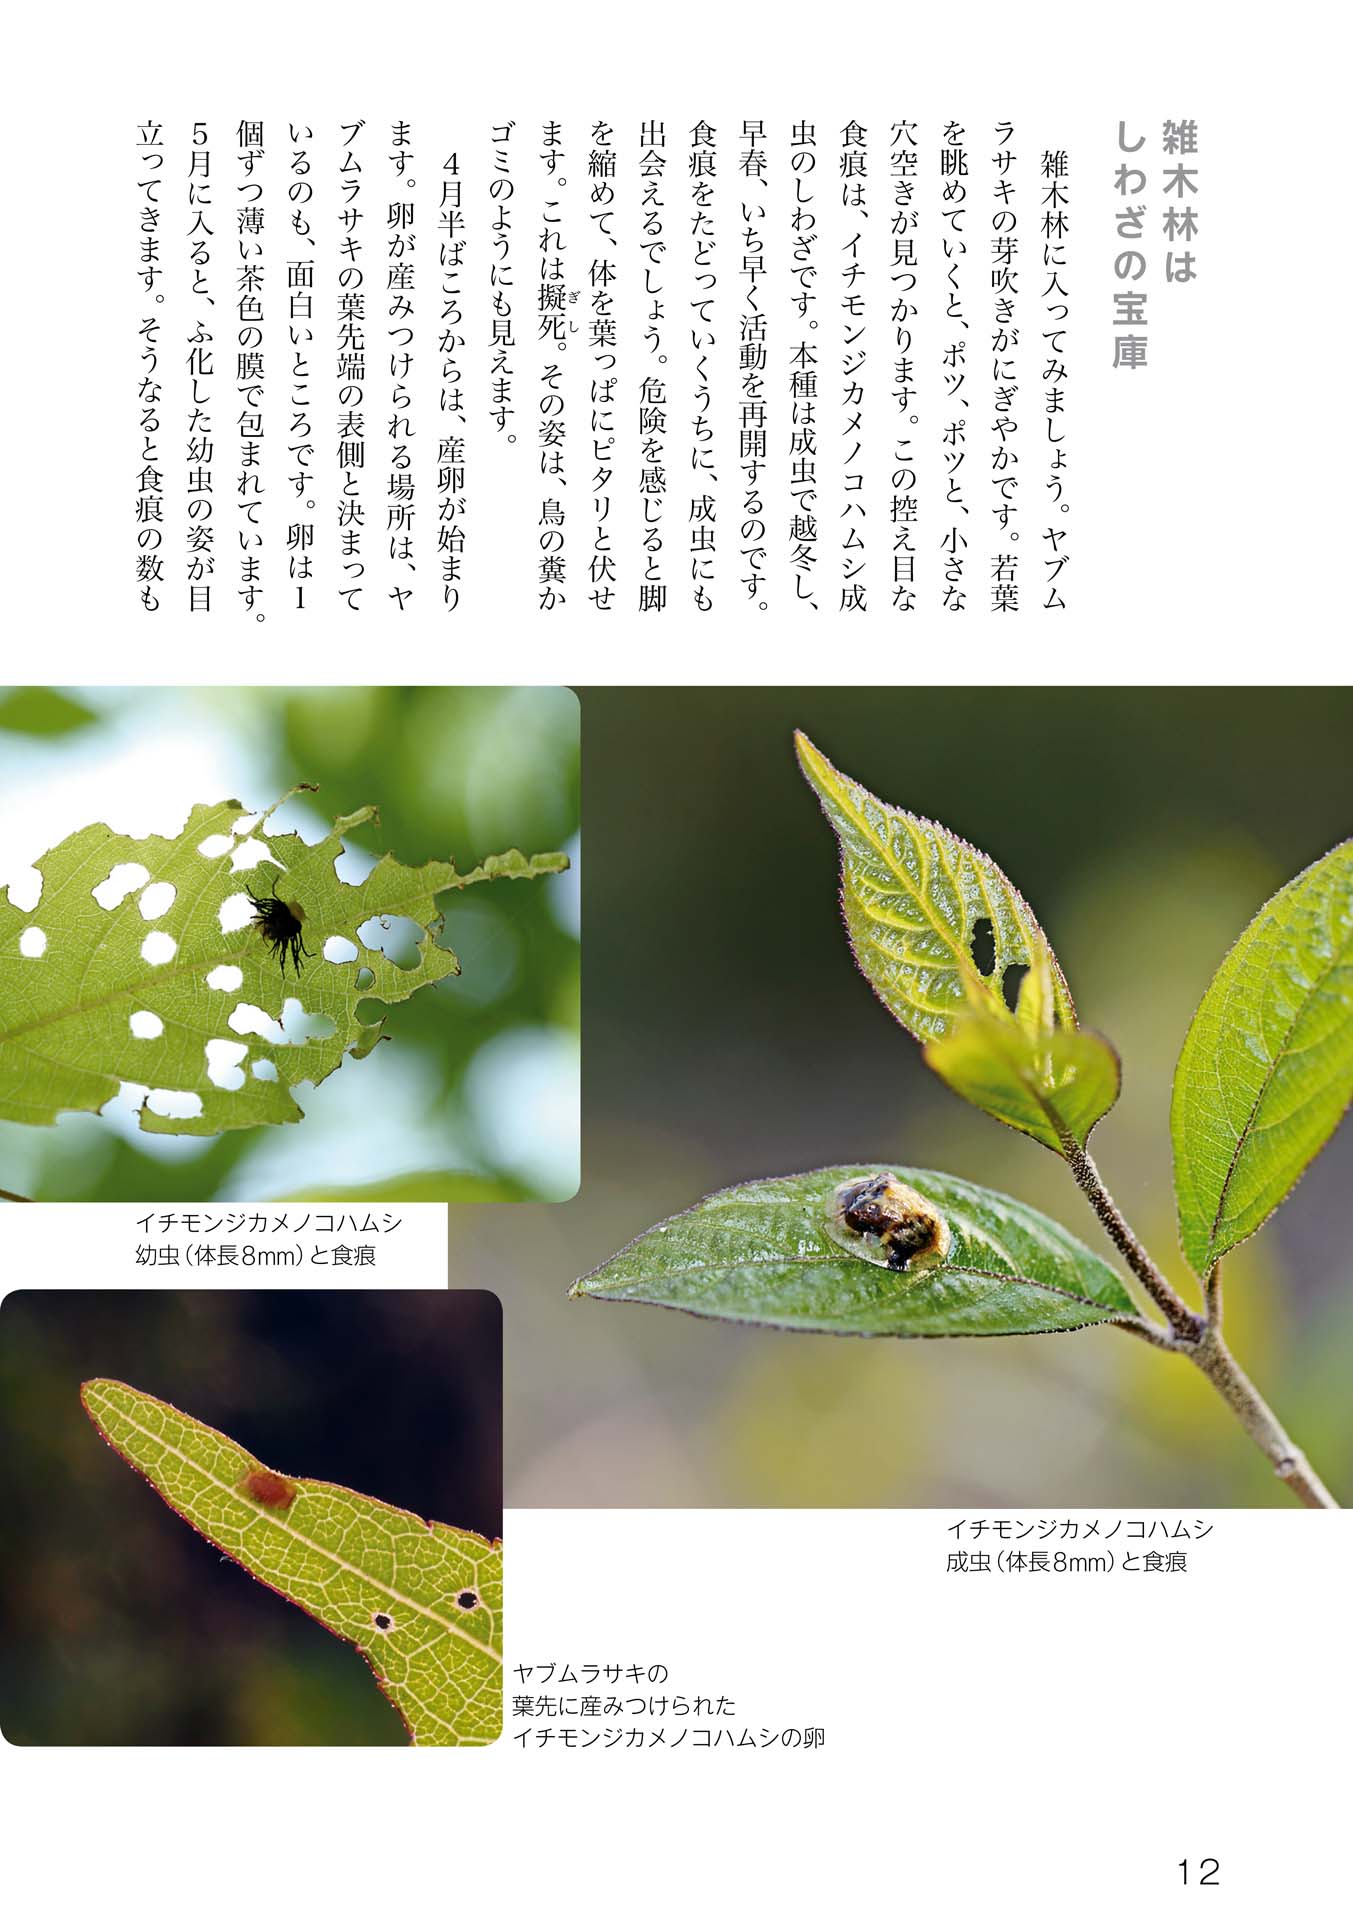 雑木林は
しわざの宝庫
雑木林に入ってみましょう。ヤブム
ラサキの芽吹きがにぎやかです。若葉
を眺めていくと、ポツ、ポツと、小さな
穴空きが見つかります。この控え目な
食痕は、イチモンジカメノコハムシ成
虫のしわざです。本種は成虫で越冬し、
早春、いち早く活動を再開するのです。
食痕をたどっていくうちに、成虫にも
出会えるでしょう。危険を感じると脚
を縮めて、体を葉っぱにピタリと伏せ
ます。これは擬死。その姿は、鳥の糞か
ぎし
ゴミのようにも見えます。
4月半ばころからは、産卵が始まり
ます。卵が産みつけられる場所は、ヤ
ブムラサキの葉先端の表側と決まって
いるのも、面白いところです。卵は1
個ずつ薄い茶色の膜で包まれています。
5月に入ると、ふ化した幼虫の姿が目
立ってきます。そうなると食痕の数も
イチモンジカメノコハムシ
成虫（体長8mm）と食痕
イチモンジカメノコハムシ
幼虫（体長8mm）と食痕
ヤブムラサキの
葉先に産みつけられた
イチモンジカメノコハムシの卵
12